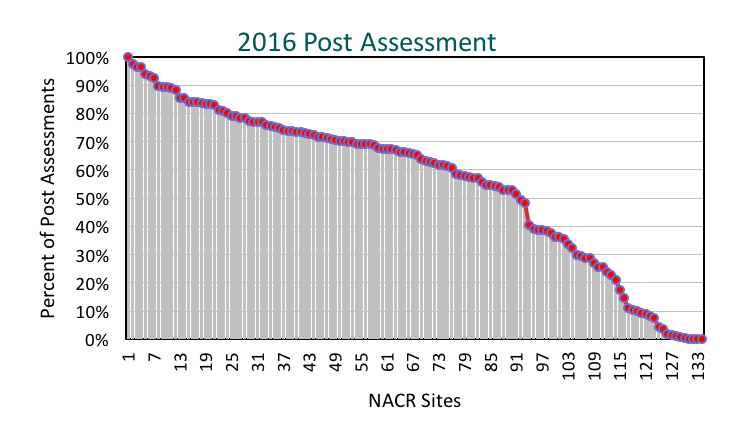 2016 Post Assessment
Percent of Post Assessments
100%
90%
80%
70%
60%
50%
40%
30%
20%
10%
0%
1 7 13 19 25 31 37 43 49 55 61 67 73 79 85 91 97 103 109 115 121 127 133
NACR Sites